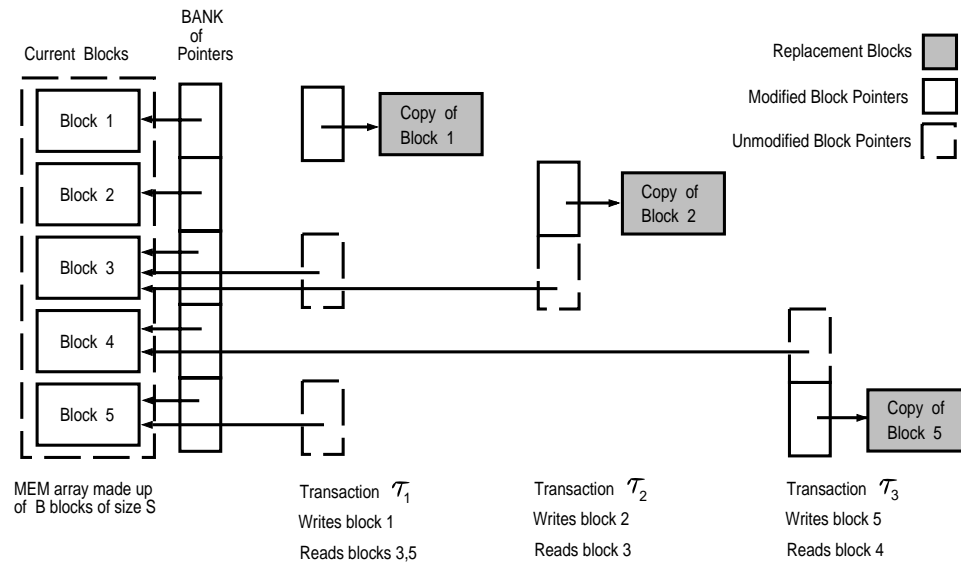 BANK
of
Pointers
Current Blocks
Replacement Blocks
Modified Block Pointers
Unmodified Block Pointers
Block 1
Copy of
Block 1
Block 2
Copy of
Block 2
Block 3
Block 4
Block 5
Copy of
Block 5
MEM array made up
of B blocks of size S
Transaction 𝒯1
Writes block 1
Reads blocks 3,5
Transaction 𝒯2
Writes block 2
Reads block 3
Transaction 𝒯3
Writes block 5
Reads block 4